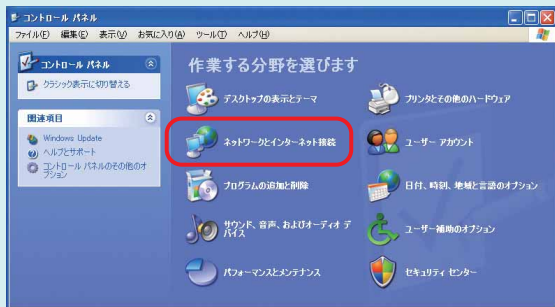 コントロール パネル
ファイル(F) 編集(E) 表示(V) お気に入り(A) ツール(T) ヘルプ(H)
コントロール パネル
クラシック表示に切り替える
関連項目
Windows Update
ヘルプとサポート
コントロール パネルのその他のオ
プション
作業する分野を選びます
デスクトップの表示とテーマ
プリンタとその他のハードウェア
ネットワークとインターネット接続
ユーザー アカウント
プログラムの追加と削除
日付、時刻、地域と言語のオプション
サウンド、音声、およびオーディオ デ
バイス
ユーザー補助のオプション
パフォーマンスとメンテナンス
セキュリティ センター